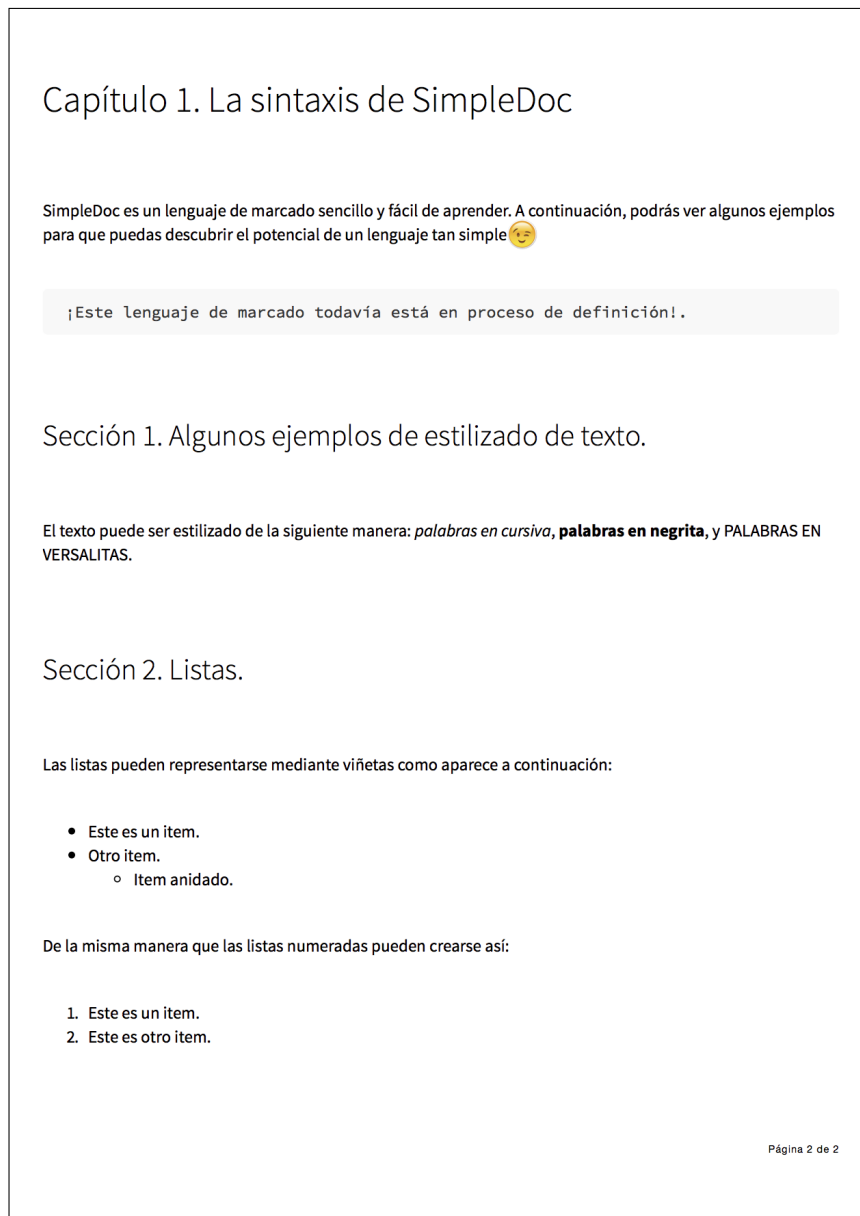 Capítulo 1. La sintaxis de SimpleDoc
SimpleDoc es un lenguaje de marcado sencillo y fácil de aprender. A continuación, podrás ver algunos ejemplos
para que puedas descubrir el potencial de un lenguaje tan simple😉
¡Este lenguaje de marcado todavía está en proceso de definición!.
Sección 1. Algunos ejemplos de estilizado de texto.
El texto puede ser estilizado de la siguiente manera: palabras en cursiva, palabras en negrita, y PALABRAS EN
VERSALITAS.
Sección 2. Listas.
Las listas pueden representarse mediante viñetas como aparece a continuación:
• Este es un item.
• Otro item.
◦ Item anidado.
De la misma manera que las listas numeradas pueden crearse así:
1. Este es un item.
2. Este es otro item.
Página 2 de 2